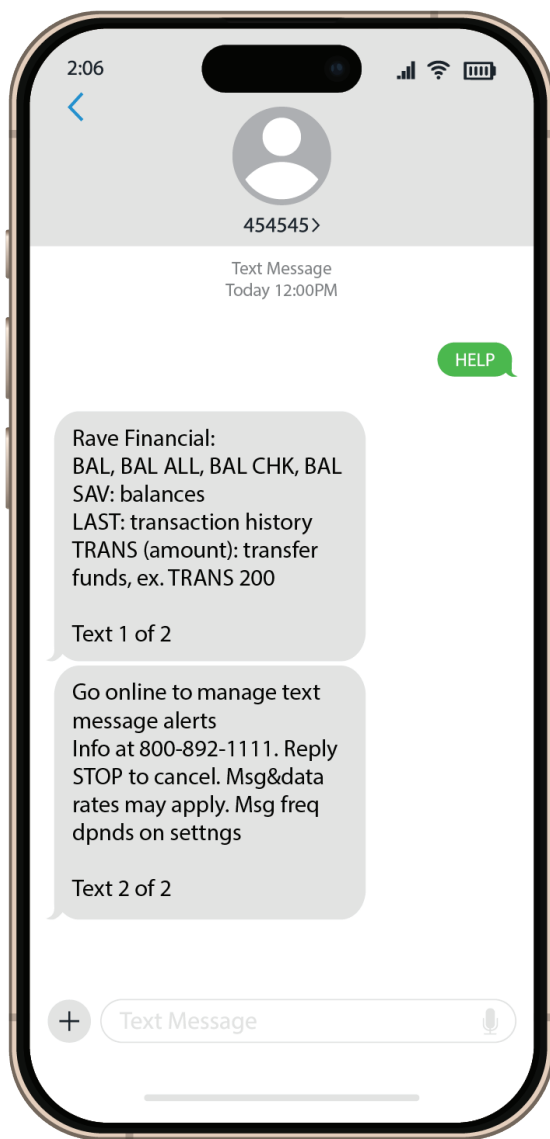 2:06
454545>
Text Message
Today 12:00PM
HELP
Rave Financial:
BAL, BAL ALL, BAL CHK, BAL
SAV: balances
LAST: transaction history
TRANS (amount): transfer
funds, ex. TRANS 200
Text 1 of 2
Go online to manage text
message alerts
Info at 800-892-1111. Reply
STOP to cancel. Msg&data
rates may apply. Msg freq
dpnds on settngs
Text 2 of 2
+ Text Message